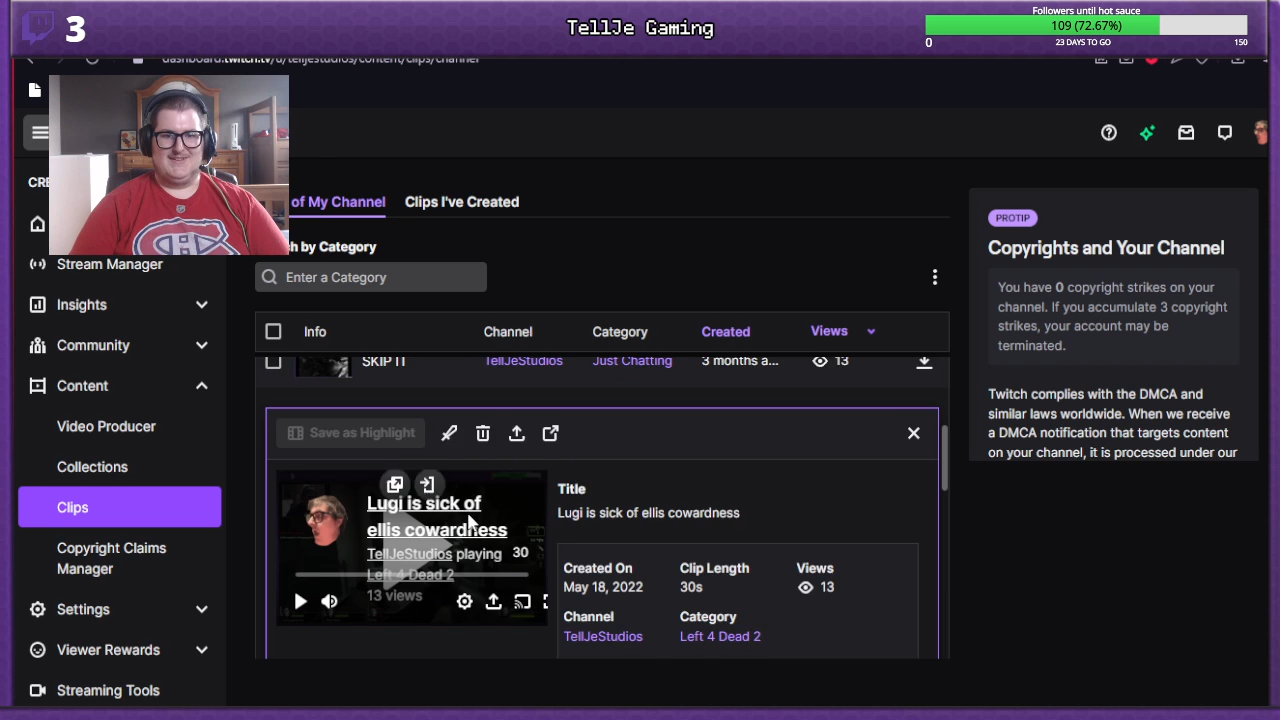 3
TellJe Gaming
Followers until hot sauce
109 (72.67%)
0
23 DAYS TO GO
150
dashboard.twitch.tv/u/telljestudios/content/clips/channel
of My Channel
Clips I've Created
by Category
Enter a Category
Info
Channel
Category
Created
Views
SKIP IT
TellJeStudios
Just Chatting
3 months a...
13
Save as Highlight
Lugi is sick of
ellis cowardness
TellJeStudios playing
Left 4 Dead 2
13 views
30
Title
Lugi is sick of ellis cowardness
Created On
May 18, 2022
Clip Length
30s
Views
13
Channel
TellJeStudios
Category
Left 4 Dead 2
Stream Manager
Insights
Community
Content
Video Producer
Collections
Clips
Copyright Claims
Manager
Settings
Viewer Rewards
Streaming Tools
PROTIP
Copyrights and Your Channel
You have 0 copyright strikes on your
channel. If you accumulate 3 copyright
strikes, your account may be
terminated.
Twitch complies with the DMCA and
similar laws worldwide. When we receive
a DMCA notification that targets content
on your channel, it is processed under our